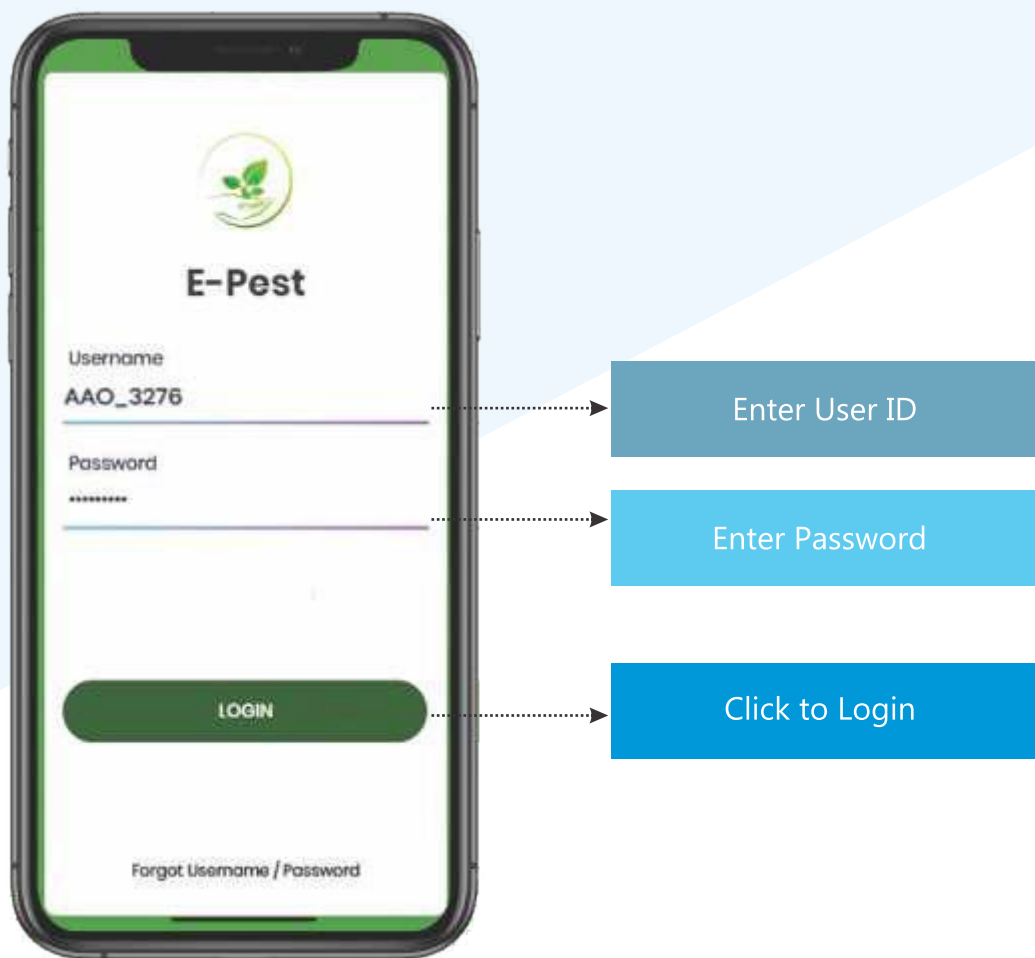 E-Pest
Username
AAO_3276
Enter User ID
Password
•••••••••
Enter Password
LOGIN
Click to Login
Forgot Username / Password